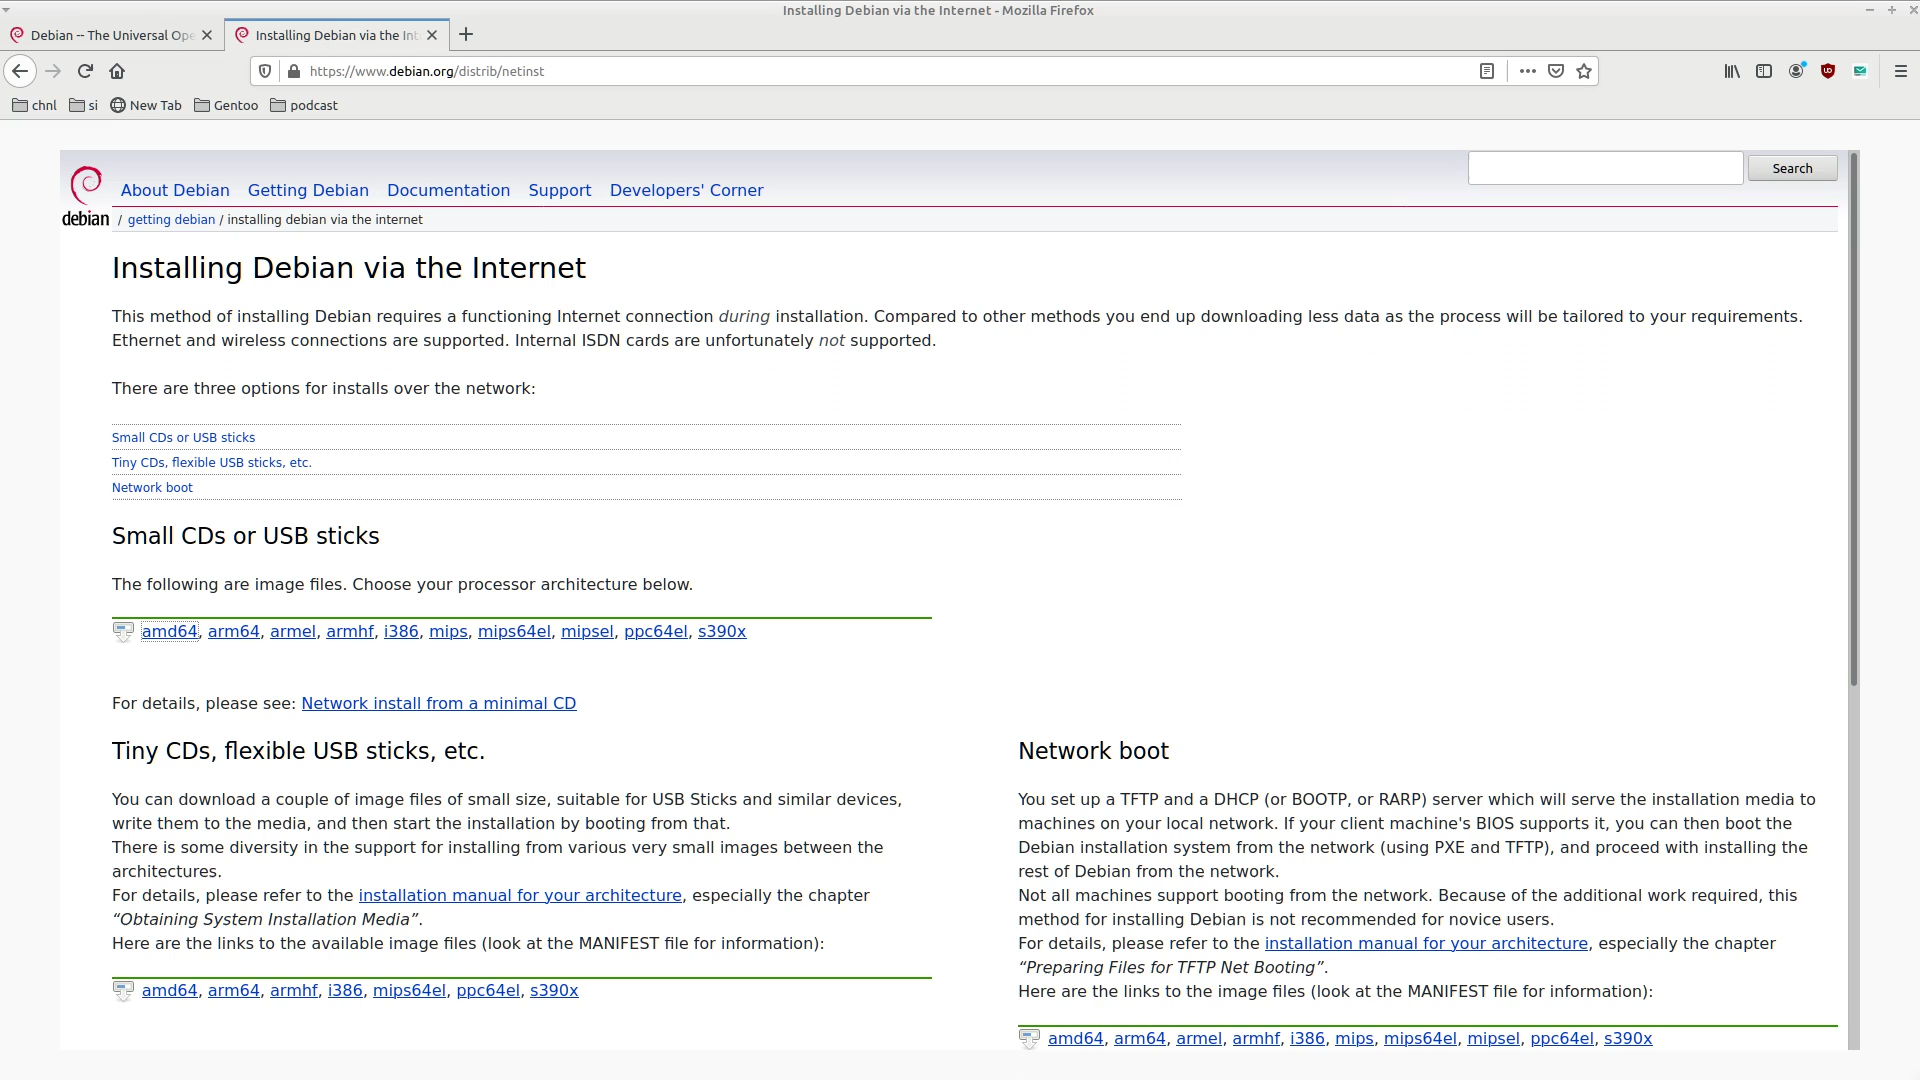 Installing Debian via the Internet - Mozilla Firefox
Debian -- The Universal Ope
Installing Debian via the Int
https://www.debian.org/distrib/netinst
chnl si New Tab Gentoo podcast
Search
About Debian Getting Debian Documentation Support Developers' Corner
debian / getting debian / installing debian via the internet
Installing Debian via the Internet
This method of installing Debian requires a functioning Internet connection during installation. Compared to other methods you end up downloading less data as the process will be tailored to your requirements.
Ethernet and wireless connections are supported. Internal ISDN cards are unfortunately not supported.
There are three options for installs over the network:
Small CDs or USB sticks
Tiny CDs, flexible USB sticks, etc.
Network boot
Small CDs or USB sticks
The following are image files. Choose your processor architecture below.
amd64, arm64, armel, armhf, i386, mips, mips64el, mipsel, ppc64el, s390x
For details, please see: Network install from a minimal CD
Tiny CDs, flexible USB sticks, etc.
You can download a couple of image files of small size, suitable for USB Sticks and similar devices,
write them to the media, and then start the installation by booting from that.
There is some diversity in the support for installing from various very small images between the
architectures.
For details, please refer to the installation manual for your architecture, especially the chapter
“Obtaining System Installation Media”.
Here are the links to the available image files (look at the MANIFEST file for information):
amd64, arm64, armhf, i386, mips64el, ppc64el, s390x
Network boot
You set up a TFTP and a DHCP (or BOOTP, or RARP) server which will serve the installation media to
machines on your local network. If your client machine's BIOS supports it, you can then boot the
Debian installation system from the network (using PXE and TFTP), and proceed with installing the
rest of Debian from the network.
Not all machines support booting from the network. Because of the additional work required, this
method for installing Debian is not recommended for novice users.
For details, please refer to the installation manual for your architecture, especially the chapter
“Preparing Files for TFTP Net Booting”.
Here are the links to the image files (look at the MANIFEST file for information):
amd64, arm64, armel, armhf, i386, mips, mips64el, mipsel, ppc64el, s390x